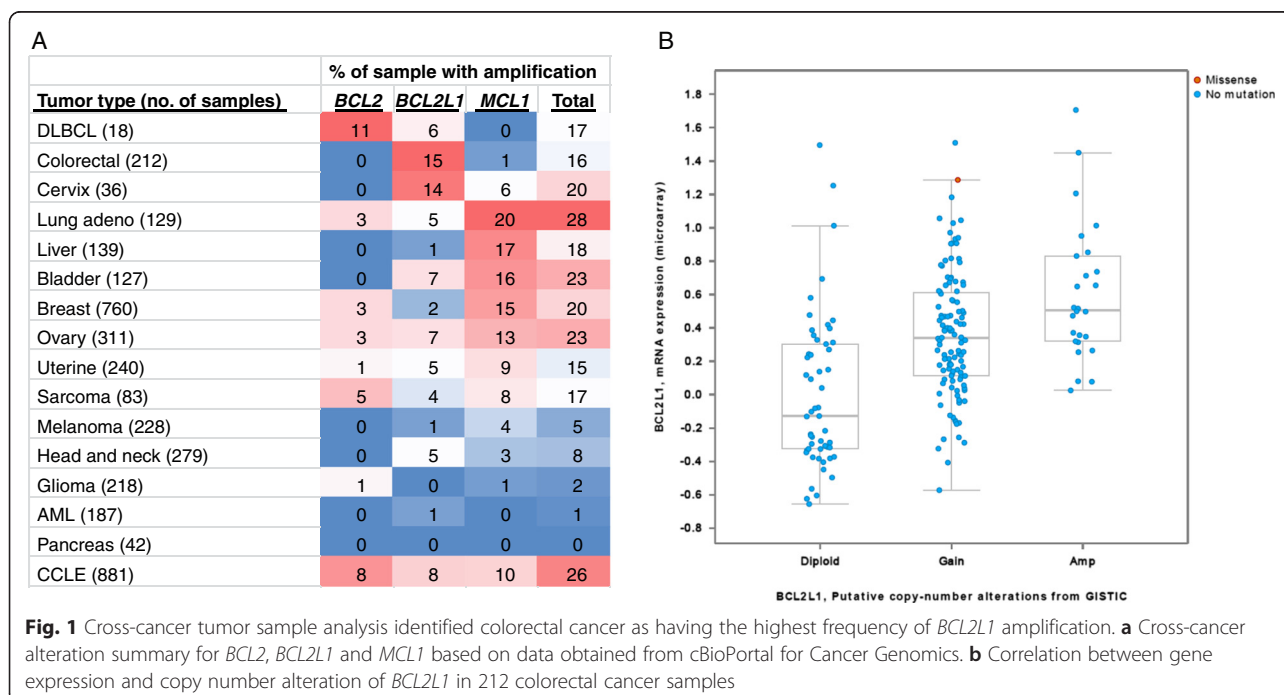 A
% of sample with amplification
Tumor type (no. of samples) BCL2 BCL2L1 MCL1 Total
DLBCL (18) 11 6 0 17
Colorectal (212) 0 15 1 16
Cervix (36) 0 14 6 20
Lung adeno (129) 3 5 20 28
Liver (139) 0 1 17 18
Bladder (127) 0 7 16 23
Breast (760) 3 2 15 20
Ovary (311) 3 7 13 23
Uterine (240) 1 5 9 15
Sarcoma (83) 5 4 8 17
Melanoma (228) 0 1 4 5
Head and neck (279) 0 5 3 8
Glioma (218) 1 0 1 2
AML (187) 0 1 0 1
Pancreas (42) 0 0 0 0
CCLE (881) 8 8 10 26
B
Missense
No mutation
BCL2L1, mRNA expression (microarray)
1.8
1.6
1.4
1.2
1.0
0.8
0.6
0.4
0.2
0.0
-0.2
-0.4
-0.6
-0.8
Diploid Gain Amp
BCL2L1, Putative copy-number alterations from GISTIC
Fig. 1 Cross-cancer tumor sample analysis identified colorectal cancer as having the highest frequency of BCL2L1 amplification. a Cross-cancer
alteration summary for BCL2, BCL2L1 and MCL1 based on data obtained from cBioPortal for Cancer Genomics. b Correlation between gene
expression and copy number alteration of BCL2L1 in 212 colorectal cancer samples